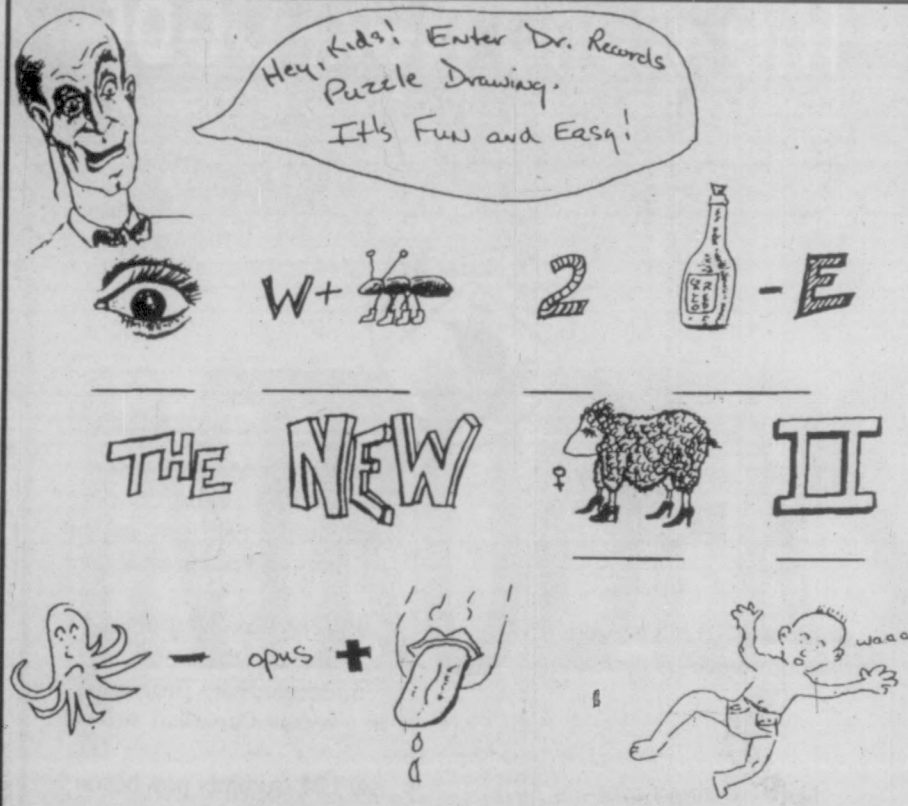 Hey, Kids! Enter Dr. Records
Puzzle Drawing.
It's Fun and Easy!
W+ 2 - E
THE NEW II
- opus +
waaa